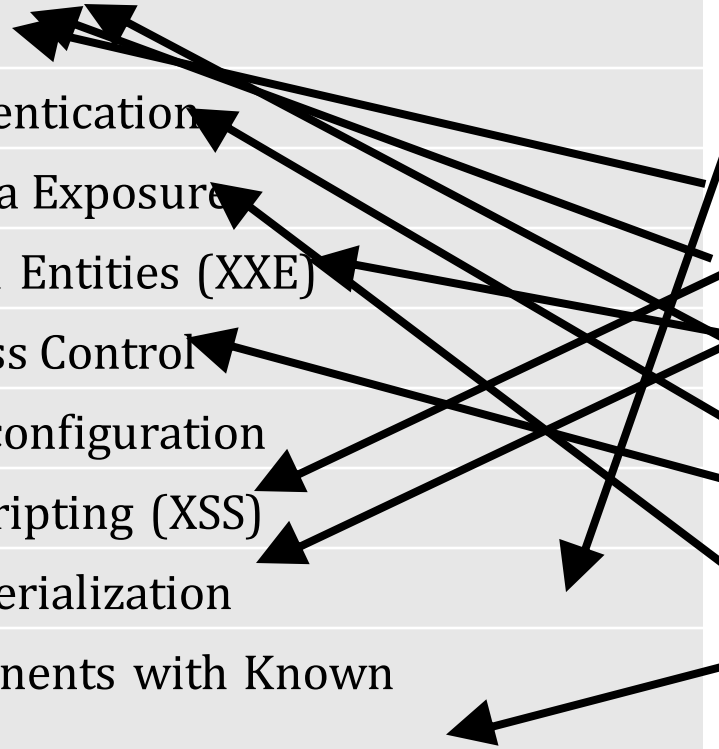 entication
a Exposure
Entities (XXE)
ss Control
configuration
ripting (XSS)
erialization
nents with Known